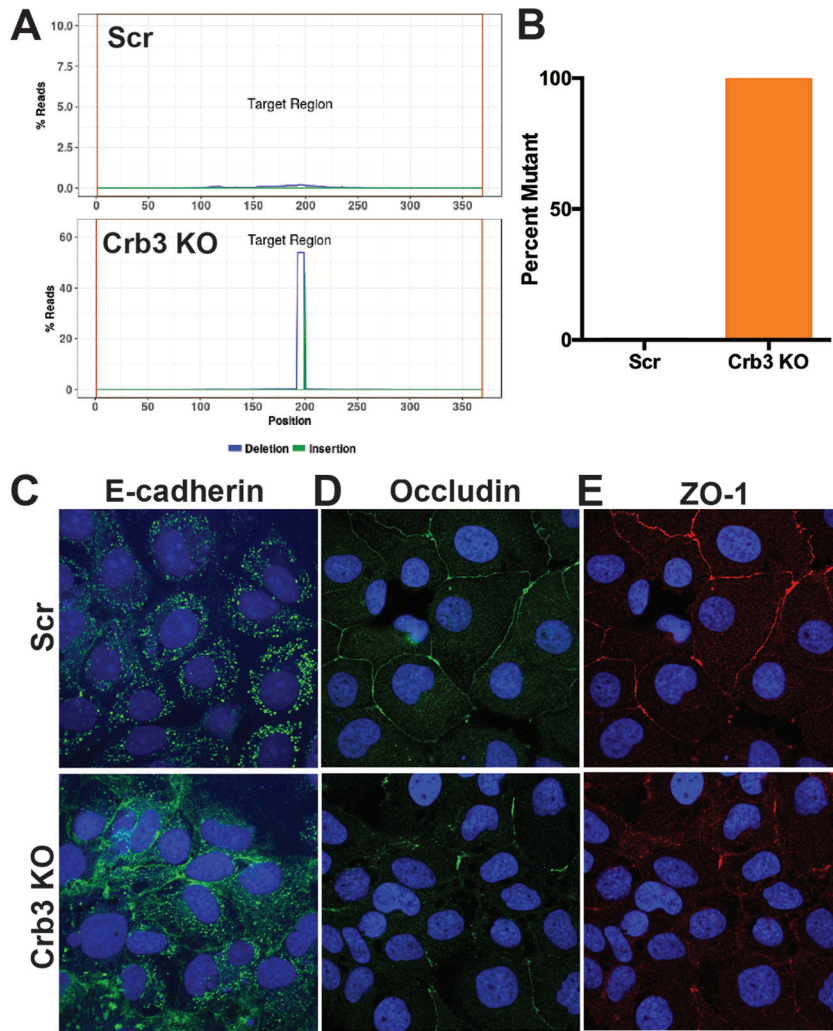 A
Scr
% Reads
10.0
7.5
5.0
2.5
0.0
Target Region
0 50 100 150 200 250 300 350
Crb3 KO
% Reads
60
40
20
0
Target Region
0 50 100 150 200 250 300 350
Position
Deletion Insertion
B
Percent Mutant
100
50
0
Scr Crb3 KO
C E-cadherin D Occludin E ZO-1
Scr
Crb3 KO